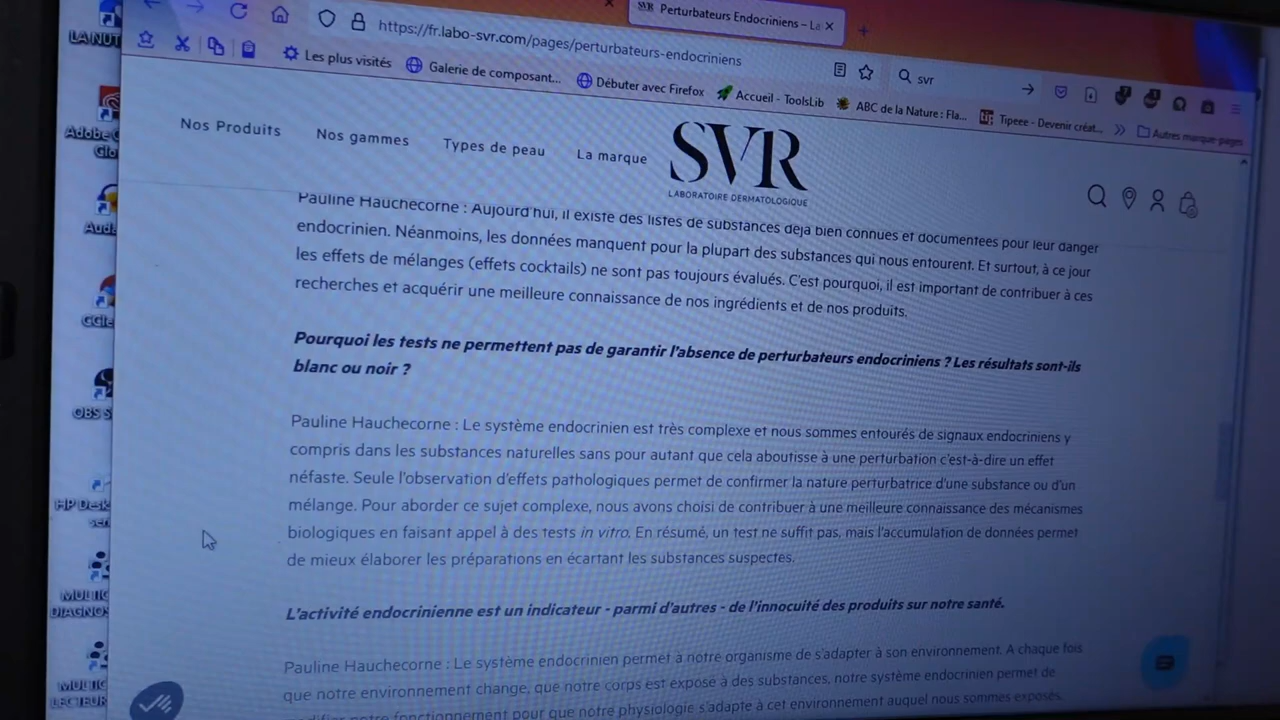 Perturbateurs Endocriniens – La
https://fr.labo-svr.com/pages/perturbateurs-endocriniens
svr
Les plus visités
Galerie de composant...
Débuter avec Firefox
Accueil - ToolsLib
ABC de la Nature : Fla...
Tipeee - Devenir créat...
Autres marque-pages
Nos Produits
Nos gammes
Types de peau
La marque
SVR
LABORATOIRE DERMATOLOGIQUE
Pauline Hauchecorne : Aujourd'hui, il existe des listes de substances déjà bien connues et documentées pour leur danger
endocrinien. Néanmoins, les données manquent pour la plupart des substances qui nous entourent. Et surtout, à ce jour
les effets de mélanges (effets cocktails) ne sont pas toujours évalués. C'est pourquoi, il est important de contribuer à ces
recherches et acquérir une meilleure connaissance de nos ingrédients et de nos produits.
Pourquoi les tests ne permettent pas de garantir l'absence de perturbateurs endocriniens ? Les résultats sont-ils
blanc ou noir ?
Pauline Hauchecorne : Le système endocrinien est très complexe et nous sommes entourés de signaux endocriniens y
compris dans les substances naturelles sans pour autant que cela aboutisse à une perturbation c'est-à-dire un effet
néfaste. Seule l'observation d'effets pathologiques permet de confirmer la nature perturbatrice d'une substance ou d'un
mélange. Pour aborder ce sujet complexe, nous avons choisi de contribuer à une meilleure connaissance des mécanismes
biologiques en faisant appel à des tests in vitro. En résumé, un test ne suffit pas, mais l'accumulation de données permet
de mieux élaborer les préparations en écartant les substances suspectes.
L'activité endocrinienne est un indicateur - parmi d'autres - de l'innocuité des produits sur notre santé.
Pauline Hauchecorne : Le système endocrinien permet à notre organisme de s'adapter à son environnement. A chaque fois
que notre environnement change, que notre corps est exposé à des substances, notre système endocrinien permet de
notre fonctionnement pour que notre physiologie s'adapte à cet environnement auquel nous sommes exposés.
LA NUT
Adobe
Glo
Auda
CCle
OBS S
HP Desk
ser
MULTI
DIAGNOS
MULTI
LECTEUR